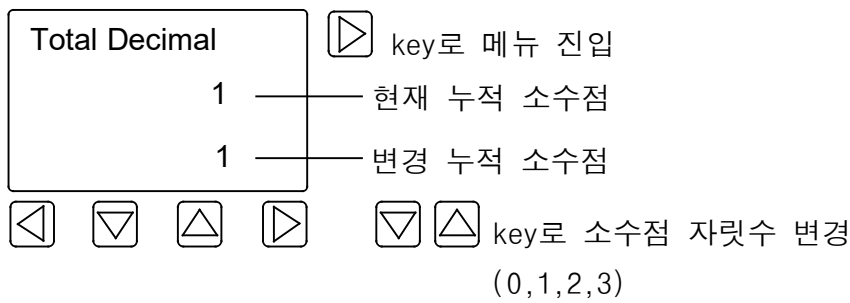 Total Decimal
key로 메뉴 진입
1
현재 누적 소수점
1
변경 누적 소수점
key로 소수점 자릿수 변경
(0,1,2,3)